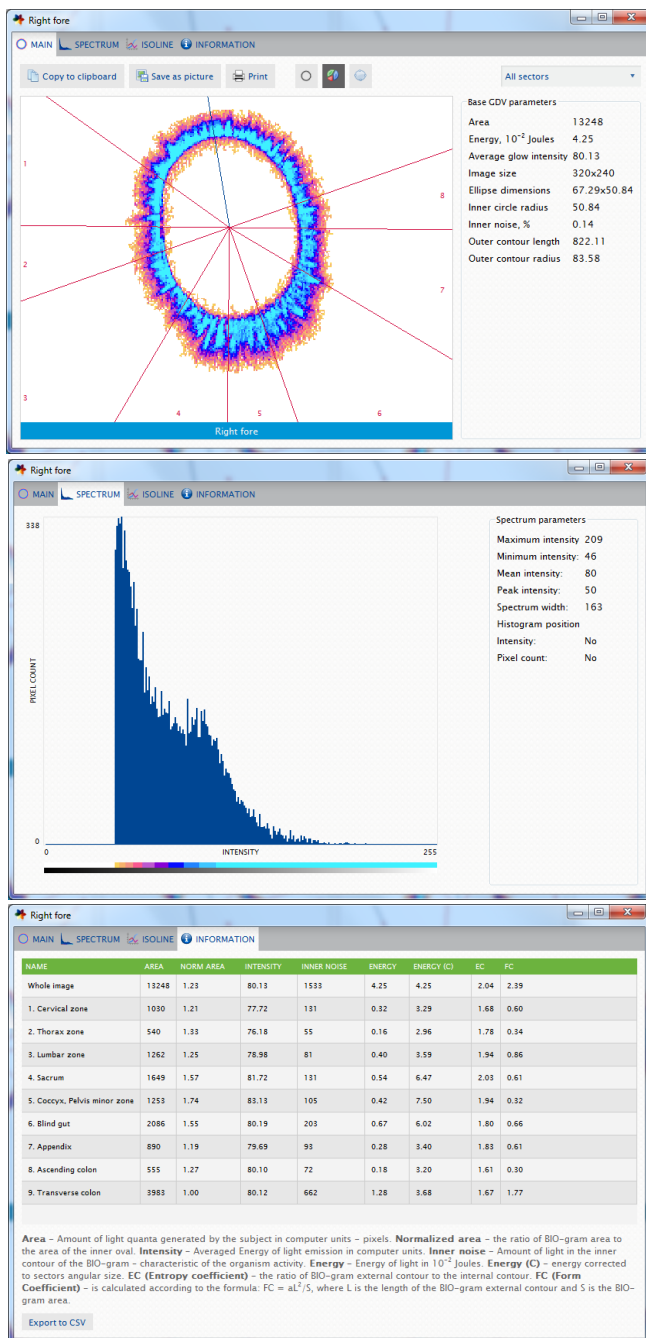 Right fore
MAIN SPECTRUM ISOLINE INFORMATION
Copy to clipboard Save as picture Print All sectors
Base GDV parameters
Area 13248
Energy, 10⁻² Joules 4.25
Average glow intensity 80.13
Image size 320x240
Ellipse dimensions 67.29x50.84
Inner circle radius 50.84
Inner noise, % 0.14
Outer contour length 822.11
Outer contour radius 83.58
1
8
2
7
3
4
5
6
Right fore
Right fore
MAIN SPECTRUM ISOLINE INFORMATION
338
PIXEL COUNT
0
0 INTENSITY 255
Spectrum parameters
Maximum intensity 209
Minimum intensity: 46
Mean intensity: 80
Peak intensity: 50
Spectrum width: 163
Histogram position
Intensity: No
Pixel count: No
Right fore
MAIN SPECTRUM ISOLINE INFORMATION
NAME AREA NORM AREA INTENSITY INNER NOISE ENERGY ENERGY (C) EC FC
Whole image 13248 1.23 80.13 1533 4.25 4.25 2.04 2.39
1. Cervical zone 1030 1.21 77.72 131 0.32 3.29 1.68 0.60
2. Thorax zone 540 1.33 76.18 55 0.16 2.96 1.78 0.34
3. Lumbar zone 1262 1.25 78.98 81 0.40 3.59 1.94 0.86
4. Sacrum 1649 1.57 81.72 131 0.54 6.47 2.03 0.61
5. Coccyx, Pelvis minor zone 1253 1.74 83.13 105 0.42 7.50 1.94 0.32
6. Blind gut 2086 1.55 80.19 203 0.67 6.02 1.80 0.66
7. Appendix 890 1.19 79.69 93 0.28 3.40 1.83 0.61
8. Ascending colon 555 1.27 80.10 72 0.18 3.20 1.61 0.30
9. Transverse colon 3983 1.00 80.12 662 1.28 3.68 1.67 1.77
Area – Amount of light quanta generated by the subject in computer units – pixels. Normalized area – the ratio of BIO-gram area to
the area of the inner oval. Intensity – Averaged Energy of light emission in computer units. Inner noise – Amount of light in the inner
contour of the BIO-gram - characteristic of the organism activity. Energy – Energy of light in 10⁻² Joules. Energy (C) – energy corrected
to sectors angular size. EC (Entropy coefficient) – the ratio of BIO-gram external contour to the internal contour. FC (Form
Coefficient) – is calculated according to the formula: FC = aL²/S, where L is the length of the BIO-gram external contour and S is the BIO-
gram area.
Export to CSV